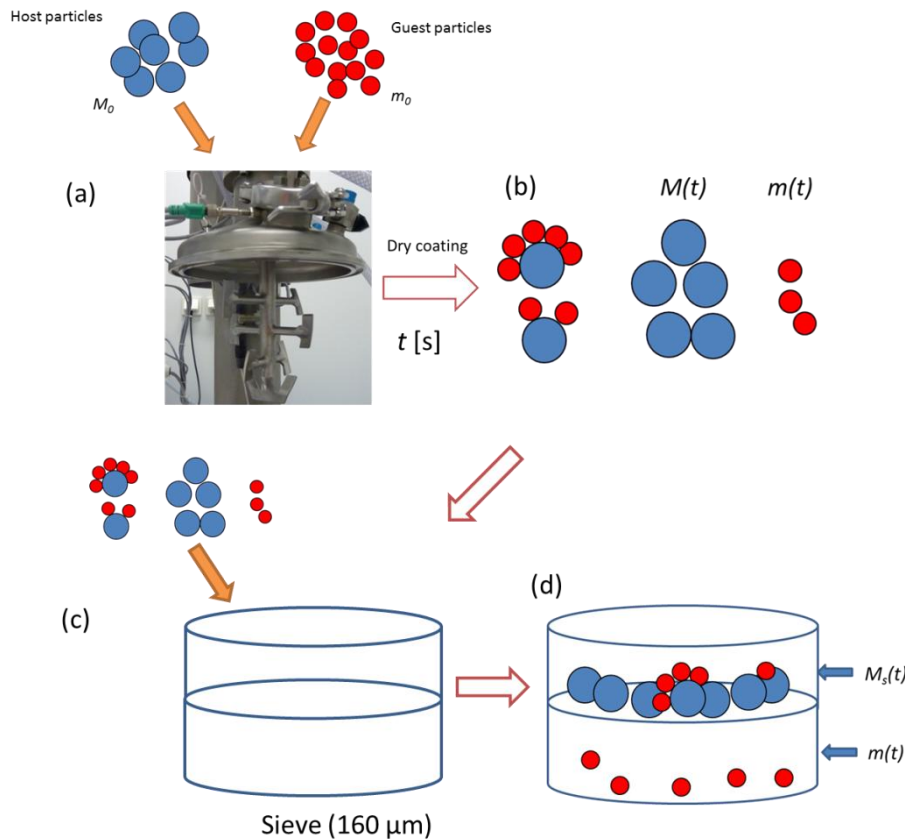 Host particles
Guest particles
M₀
m₀
(a)
(b)
M(t)
m(t)
Dry coating
t [s]
(c)
(d)
Mₛ(t)
m(t)
Sieve (160 µm)